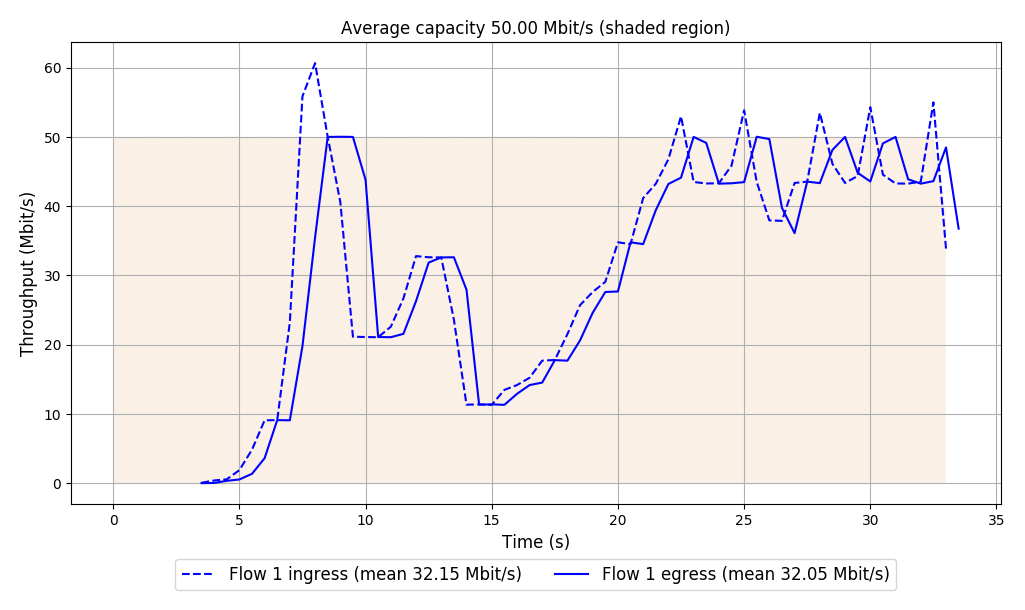 Average capacity 50.00 Mbit/s (shaded region)
Throughput (Mbit/s)
60
50
40
30
20
10
0
0 5 10 15 20 25 30 35
Time (s)
Flow 1 ingress (mean 32.15 Mbit/s) Flow 1 egress (mean 32.05 Mbit/s)